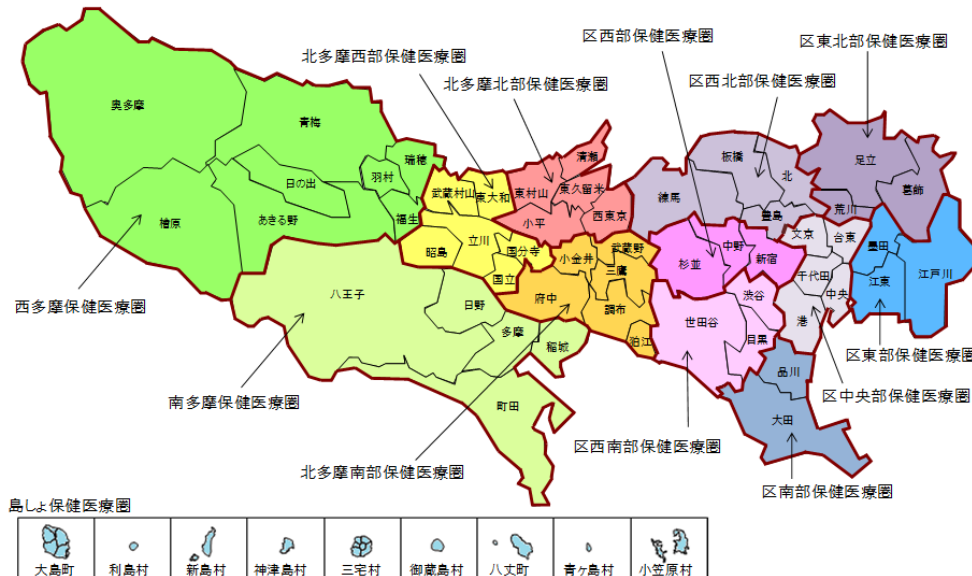 区西部保健医療圏
区東北部保健医療圏
北多摩西部保健医療圏
北多摩北部保健医療圏
区西北部保健医療圏
奥多摩
青梅
瑞穂
羽村
日の出
あきる野
福生
檜原
武蔵村山
東大和
東村山
清瀬
東久留米
小平
西東京
昭島
立川
国分寺
国立
小金井
武蔵野
三鷹
府中
調布
狛江
練馬
板橋
北
豊島
足立
葛飾
荒川
杉並
中野
新宿
文京
台東
千代田
中央
港
墨田
江東
江戸川
渋谷
世田谷
目黒
品川
大田
八王子
日野
多摩
稲城
町田
西多摩保健医療圏
南多摩保健医療圏
北多摩南部保健医療圏
区西南部保健医療圏
区東部保健医療圏
区中央部保健医療圏
区南部保健医療圏
島しょ保健医療圏
大島町
利島村
新島村
神津島村
三宅村
御蔵島村
八丈町
青ヶ島村
小笠原村